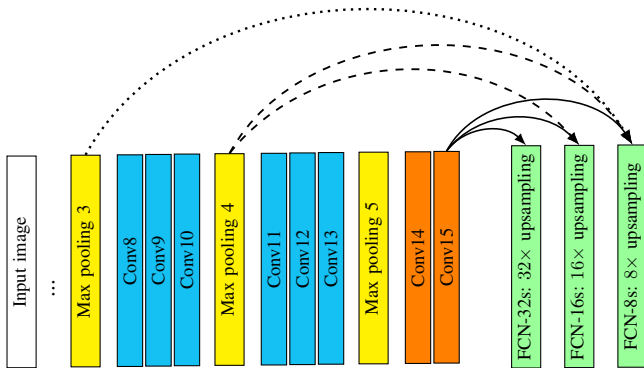 Input image
...
Max pooling 3
Conv8
Conv9
Conv10
Max pooling 4
Conv11
Conv12
Conv13
Max pooling 5
Conv14
Conv15
FCN-32s: 32× upsampling
FCN-16s: 16× upsampling
FCN-8s: 8× upsampling